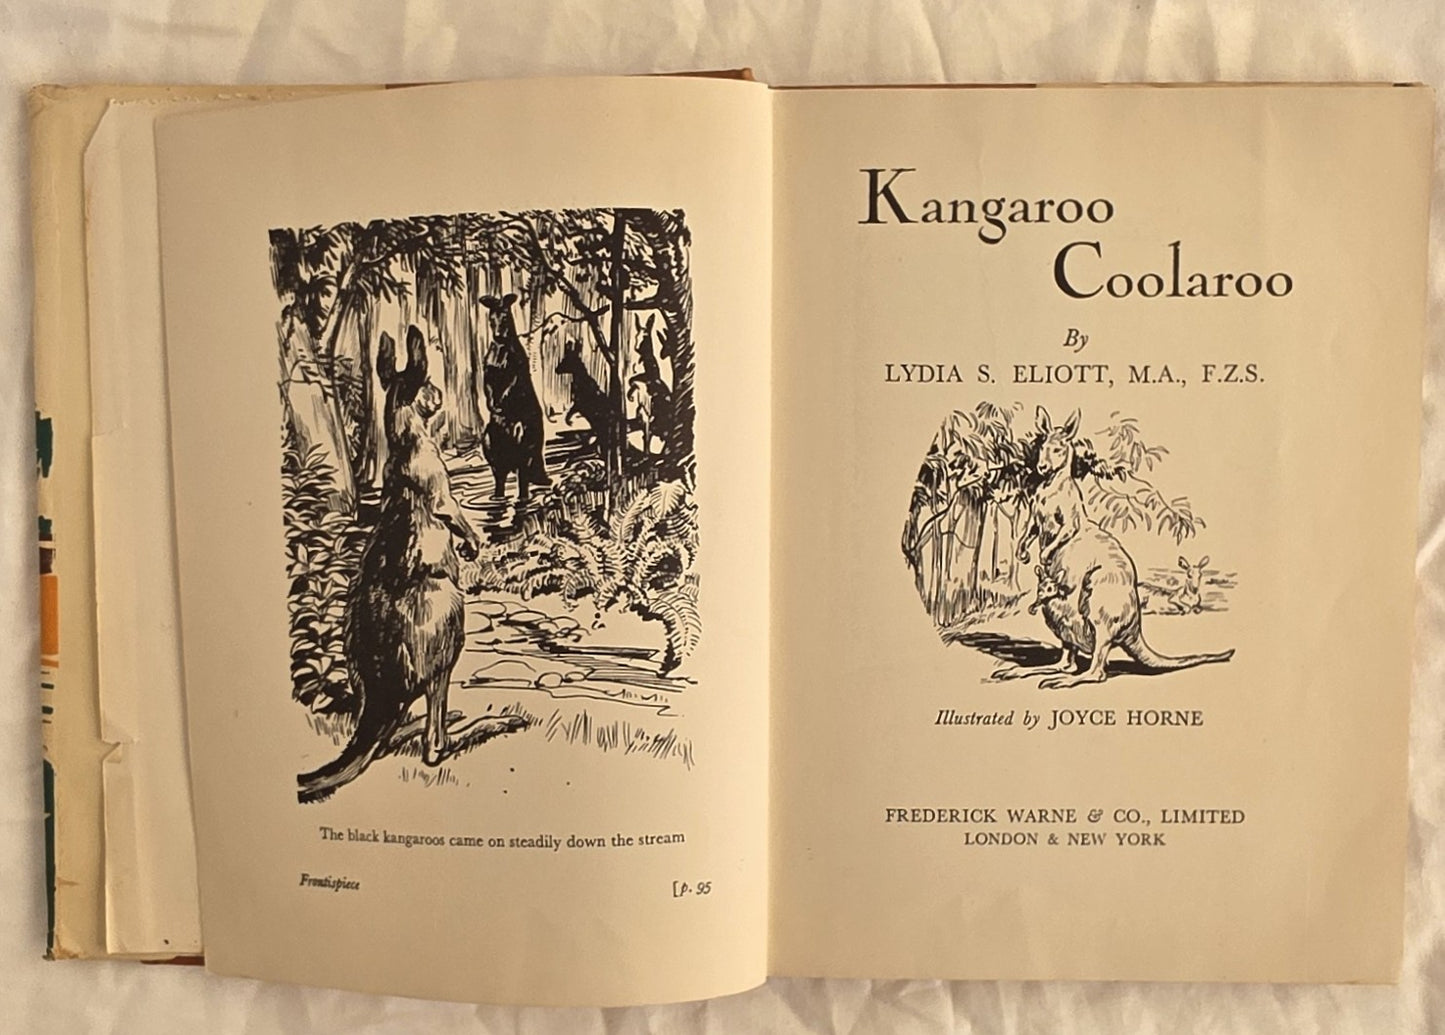 The black kangaroos came on steadily down the stream
Frontispiece [p. 95
Kangaroo
Coolaroo
By
LYDIA S. ELIOTT, M.A., F.Z.S.
Illustrated by JOYCE HORNE
FREDERICK WARNE & CO., LIMITED
LONDON & NEW YORK